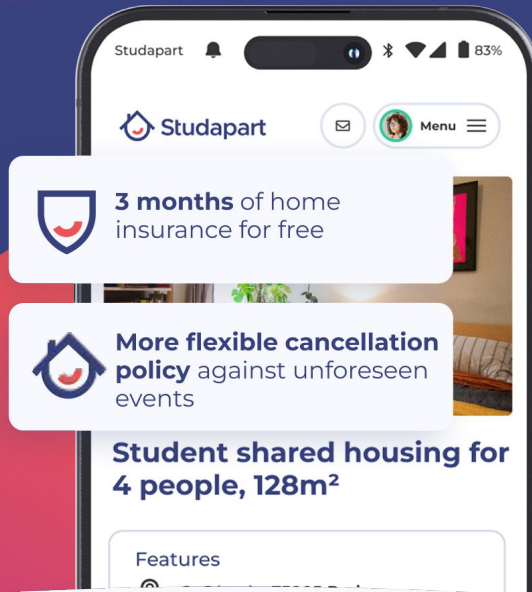 Studapart 83%
Studapart Menu
3 months of home
insurance for free
More flexible cancellation
policy against unforeseen
events
Student shared housing for
4 people, 128m²
Features